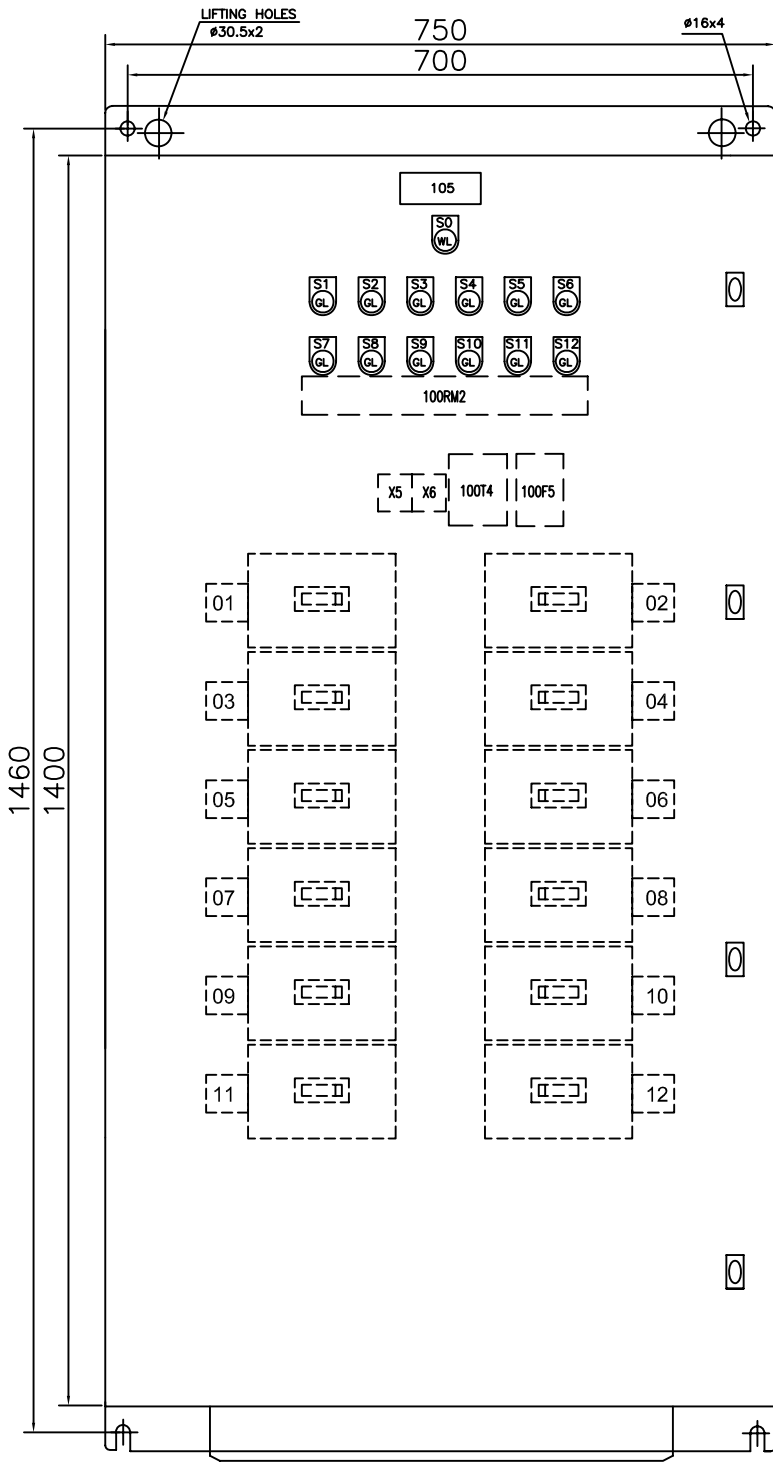 LIFTING HOLES
ø30.5x2
750
ø16x4
700
105
S0
WL
S1 S2 S3 S4 S5 S6
GL GL GL GL GL GL
S7 S8 S9 S10 S11 S12
GL GL GL GL GL GL
100RM2
X5 X6 100T4 100F5
01 02
03 04
1460
1400
05 06
07 08
09 10
11 12